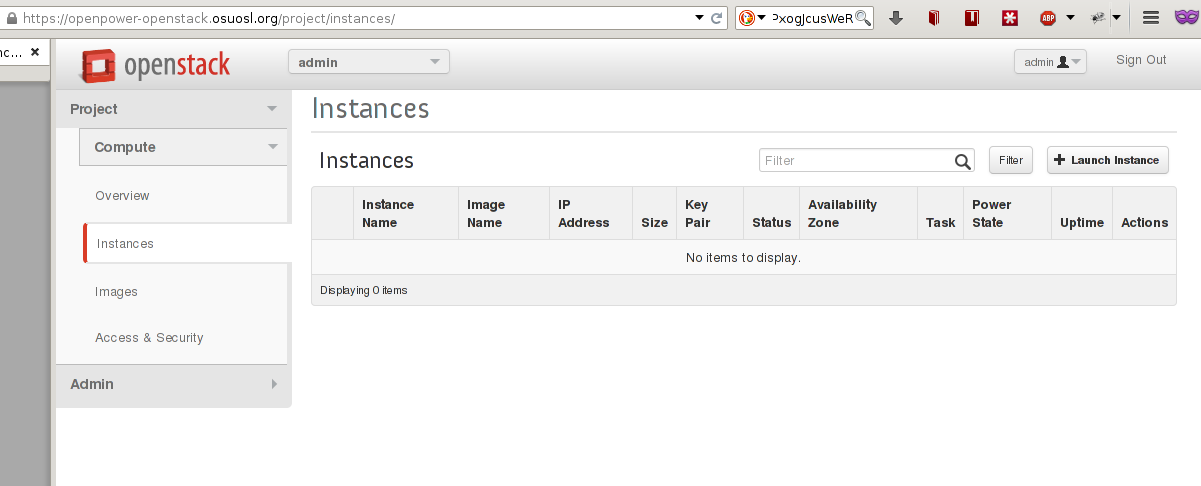 https://openpower-openstack.osuosl.org/project/instances/
PxogJcusWeR
ABP
nc...
openstack
admin
admin
Sign Out
Project
Compute
Overview
Instances
Images
Access & Security
Admin
Instances
Instances
Filter
Filter
Launch Instance
Instance Name
Image Name
IP Address
Size
Key Pair
Status
Availability Zone
Task
Power State
Uptime
Actions
No items to display.
Displaying 0 items